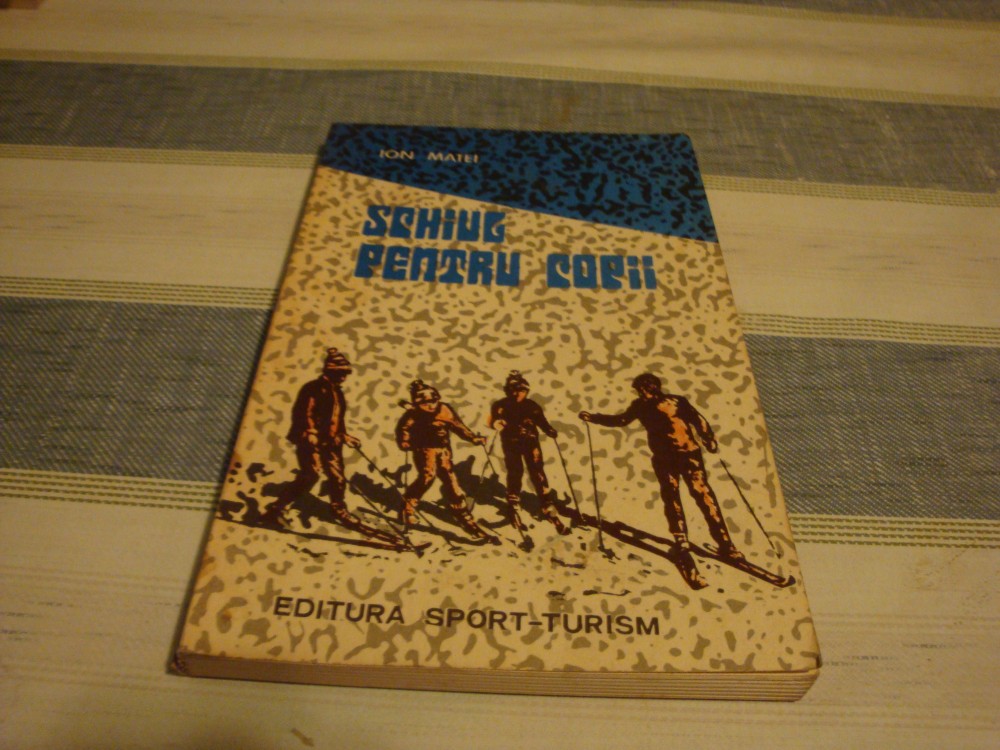 ION MATEI
SCHIUL
PENTRU COPII
EDITURA SPORT-TURISM